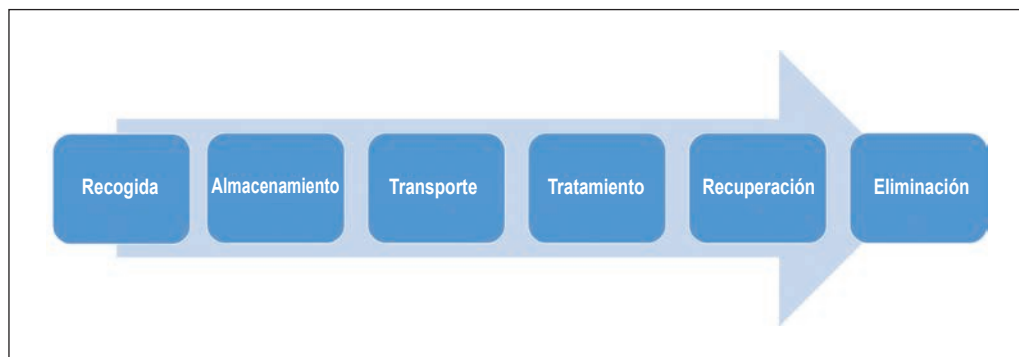 Recogida
Almacenamiento
Transporte
Tratamiento
Recuperación
Eliminación